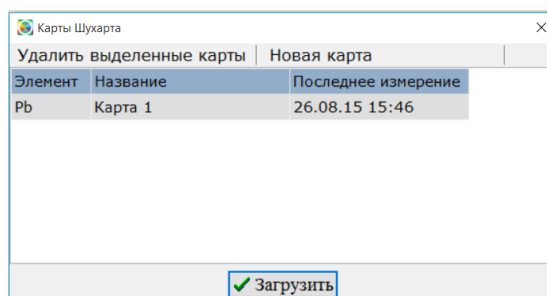 Карты Шухарта
Удалить выделенные карты Новая карта
Элемент Название Последнее измерение
Pb Карта 1 26.08.15 15:46
Загрузить